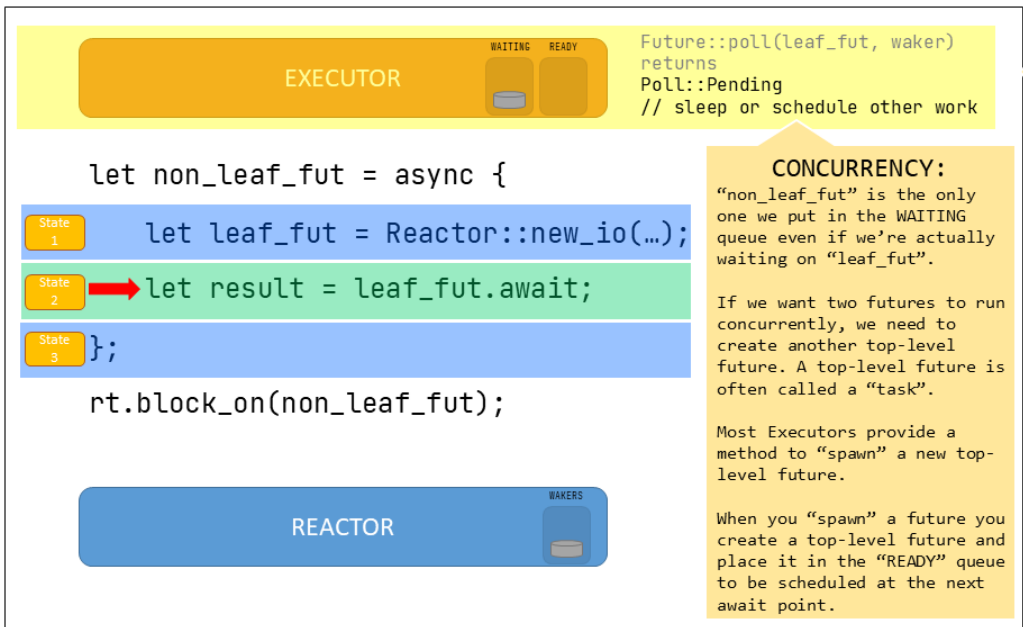 WAITING READY
EXECUTOR
Future::poll(leaf_fut, waker)
returns
Poll::Pending
// sleep or schedule other work
let non_leaf_fut = async {
State
1
let leaf_fut = Reactor::new_io(…);
State
2
let result = leaf_fut.await;
State
3
};
rt.block_on(non_leaf_fut);
WAKERS
REACTOR
CONCURRENCY:
“non_leaf_fut” is the only
one we put in the WAITING
queue even if we’re actually
waiting on “leaf_fut”.
If we want two futures to run
concurrently, we need to
create another top-level
future. A top-level future is
often called a “task”.
Most Executors provide a
method to “spawn” a new top-
level future.
When you “spawn” a future you
create a top-level future and
place it in the “READY” queue
to be scheduled at the next
await point.